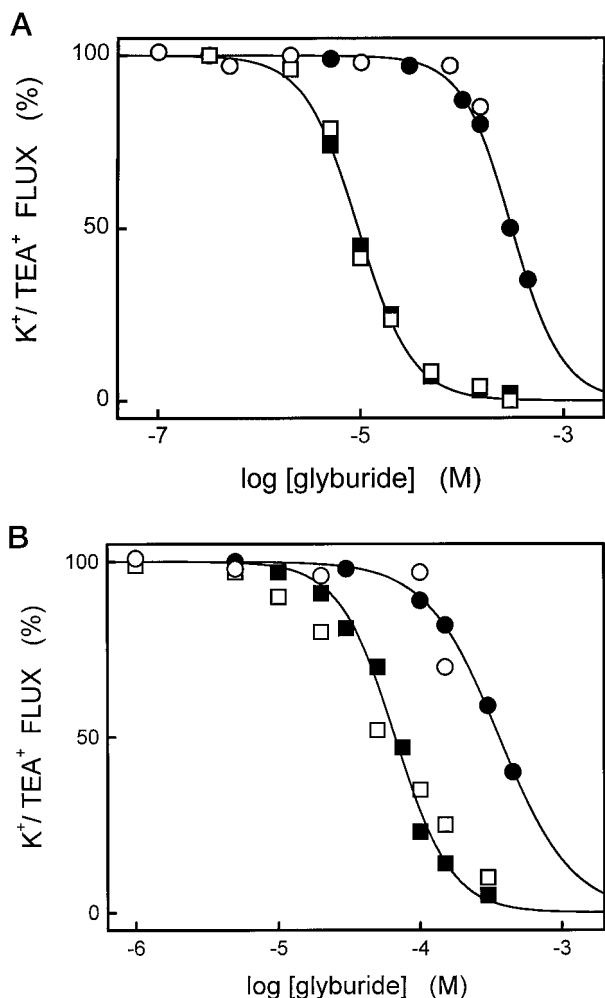 A
K⁺/ TEA⁺ FLUX (%)
100
50
0
-7
-5
-3
log [glyburide] (M)
B
K⁺/ TEA⁺ FLUX (%)
100
50
0
-6
-5
-4
-3
log [glyburide] (M)